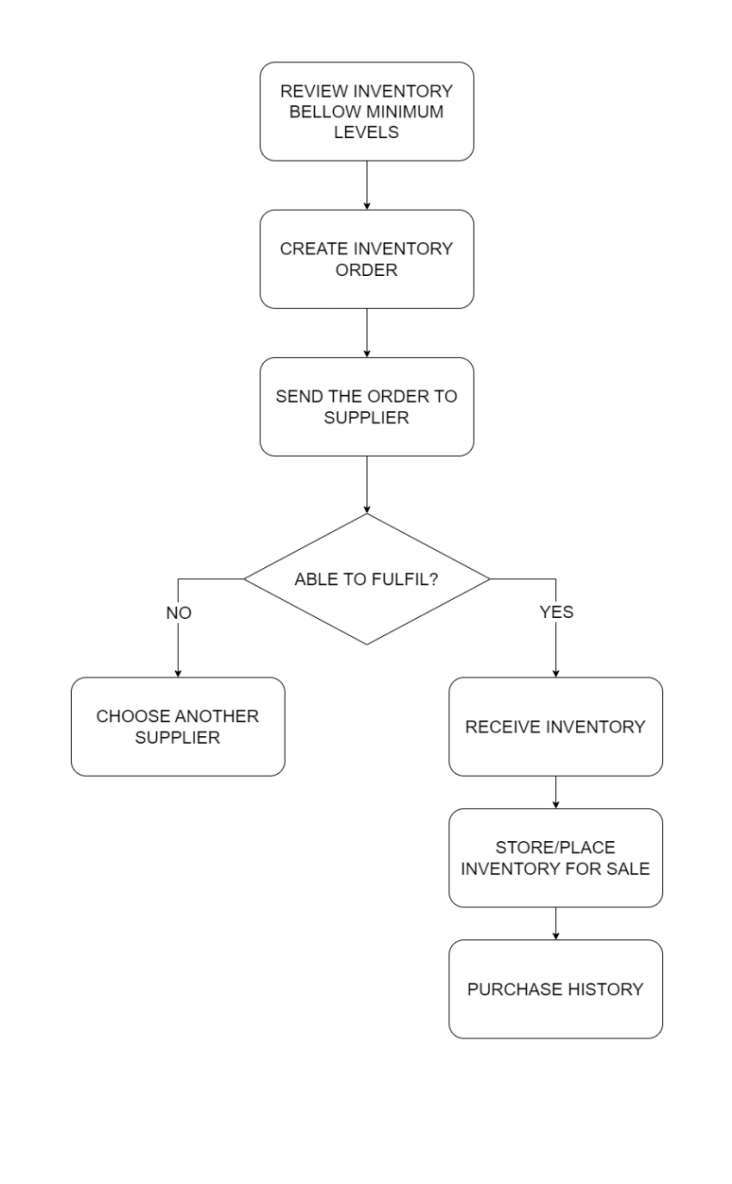 REVIEW INVENTORY
BELLOW MINIMUM
LEVELS
CREATE INVENTORY
ORDER
SEND THE ORDER TO
SUPPLIER
ABLE TO FULFIL?
NO
YES
CHOOSE ANOTHER
SUPPLIER
RECEIVE INVENTORY
STORE/PLACE
INVENTORY FOR SALE
PURCHASE HISTORY